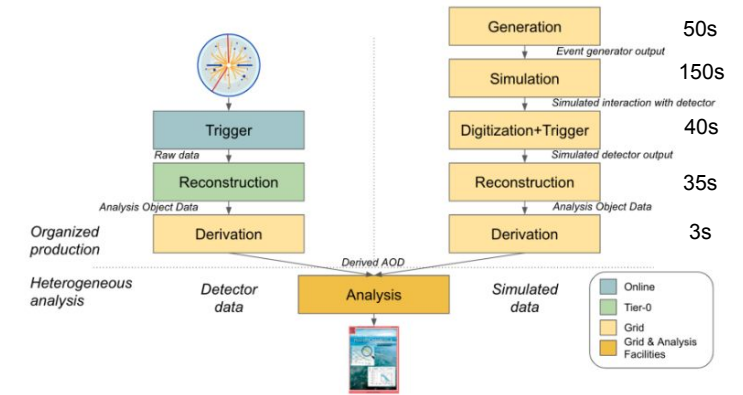 Generation
50s
Event generator output
Simulation
150s
Simulated interaction with detector
Trigger
Digitization+Trigger
40s
Raw data
Simulated detector output
Reconstruction
Reconstruction
35s
Analysis Object Data
Analysis Object Data
Organized
production
Derivation
Derivation
3s
Derived AOD
Heterogeneous
analysis
Detector
data
Analysis
Simulated
data
Online
Tier-0
Grid
Grid & Analysis
Facilities